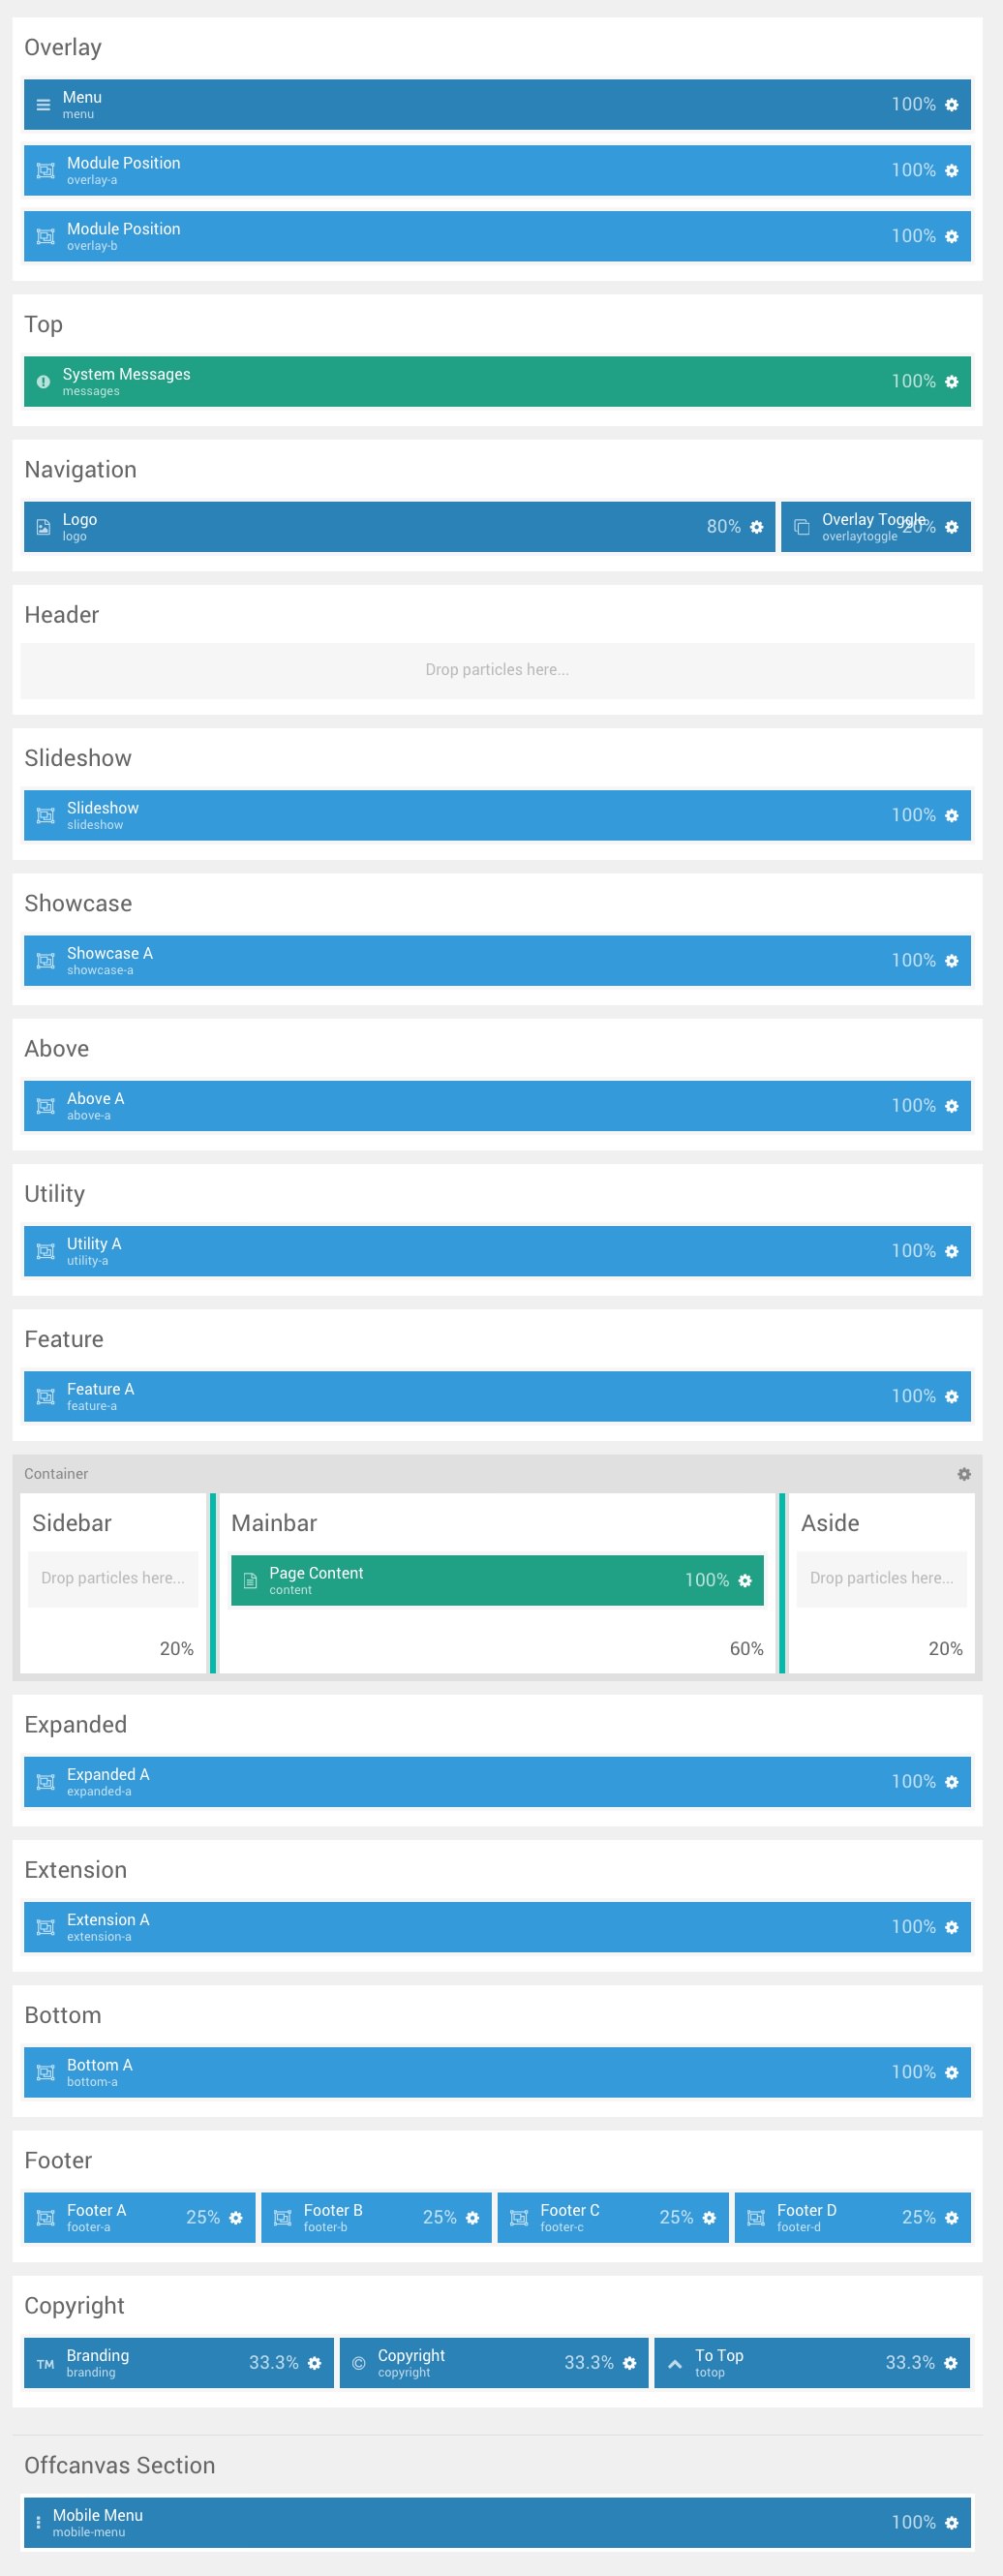 Overlay
Menu
menu
100%
Module Position
overlay-a
100%
Module Position
overlay-b
100%
Top
System Messages
messages
100%
Navigation
Logo
logo
80%
Overlay Toggle
overlaytoggle
20%
Header
Drop particles here...
Slideshow
Slideshow
slideshow
100%
Showcase
Showcase A
showcase-a
100%
Above
Above A
above-a
100%
Utility
Utility A
utility-a
100%
Feature
Feature A
feature-a
100%
Container
Sidebar
Drop particles here...
20%
Mainbar
Page Content
content
100%
60%
Aside
Drop particles here...
20%
Expanded
Expanded A
expanded-a
100%
Extension
Extension A
extension-a
100%
Bottom
Bottom A
bottom-a
100%
Footer
Footer A
footer-a
25%
Footer B
footer-b
25%
Footer C
footer-c
25%
Footer D
footer-d
25%
Copyright
TM
Branding
branding
33.3%
©
Copyright
copyright
33.3%
To Top
totop
33.3%
Offcanvas Section
Mobile Menu
mobile-menu
100%